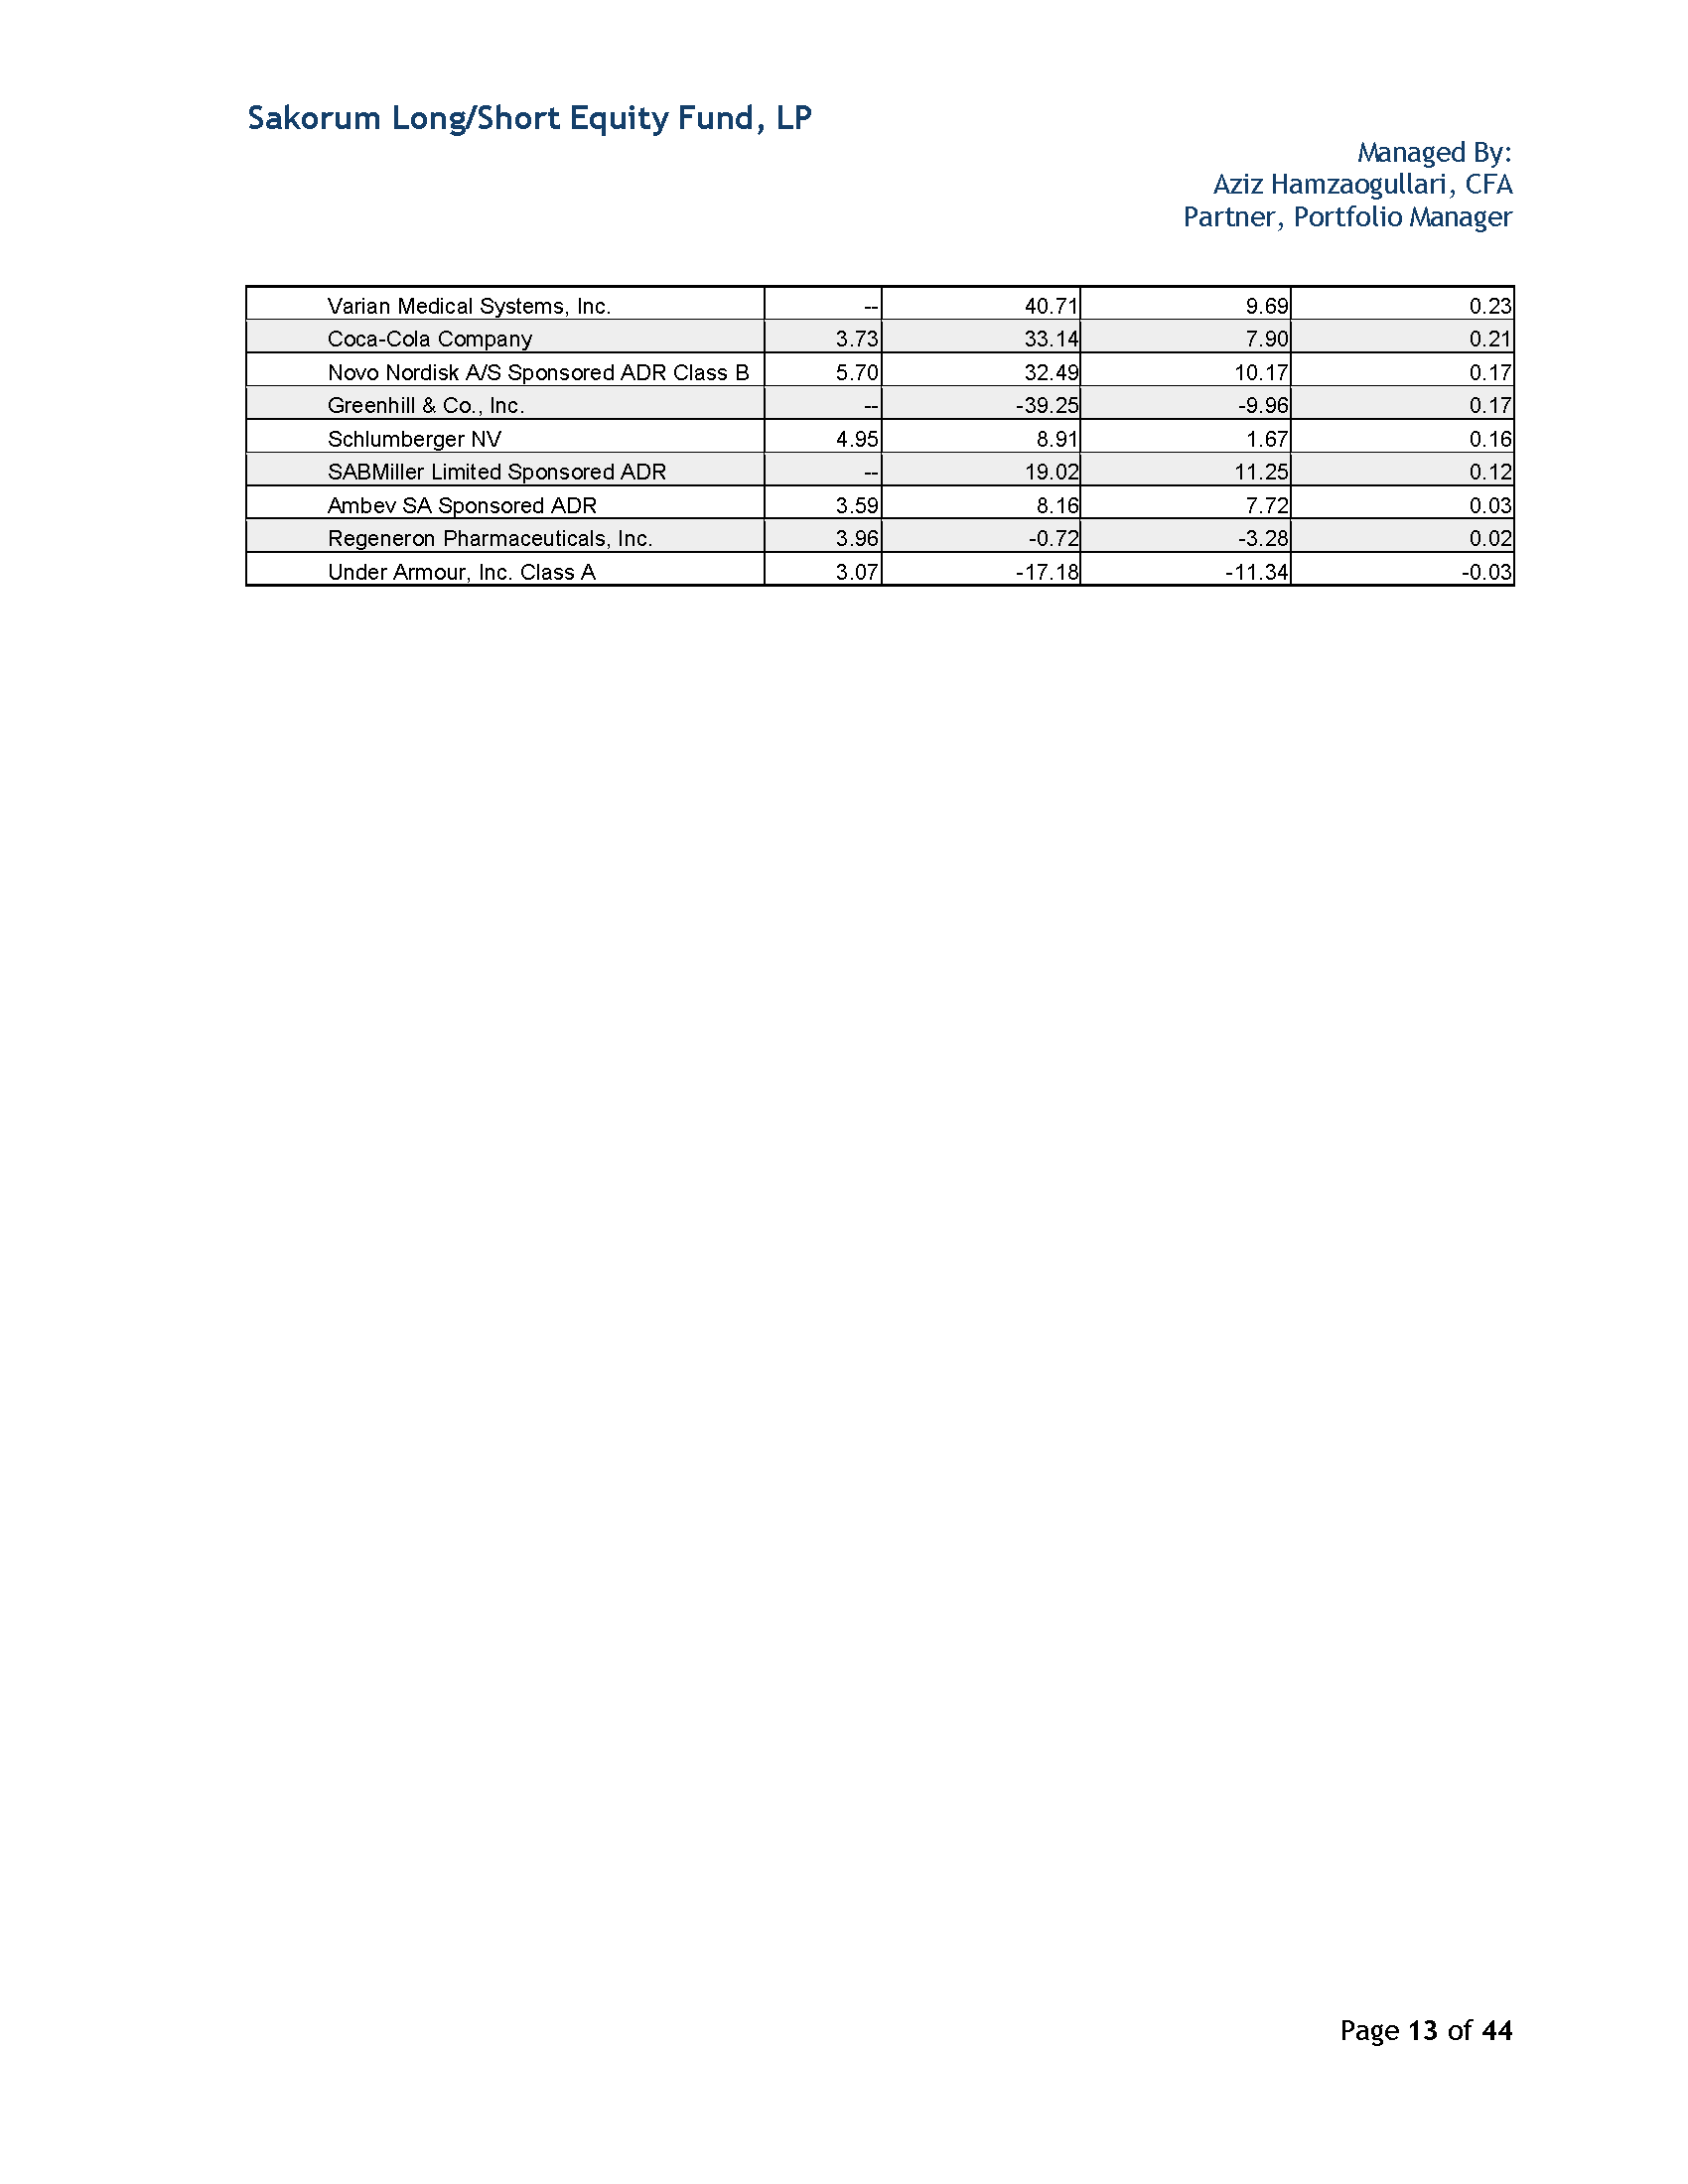 Sakorum Long/Short Equity Fund, LP
Managed By:
Aziz Hamzaogullari, CFA
Partner, Portfolio Manager
Varian Medical Systems, Inc. -- 40.71 9.69 0.23
Coca-Cola Company 3.73 33.14 7.90 0.21
Novo Nordisk A/S Sponsored ADR Class B 5.70 32.49 10.17 0.17
Greenhill & Co., Inc. -- -39.25 -9.96 0.17
Schlumberger NV 4.95 8.91 1.67 0.16
SABMiller Limited Sponsored ADR -- 19.02 11.25 0.12
Ambev SA Sponsored ADR 3.59 8.16 7.72 0.03
Regeneron Pharmaceuticals, Inc. 3.96 -0.72 -3.28 0.02
Under Armour, Inc. Class A 3.07 -17.18 -11.34 -0.03
Page 13 of 44